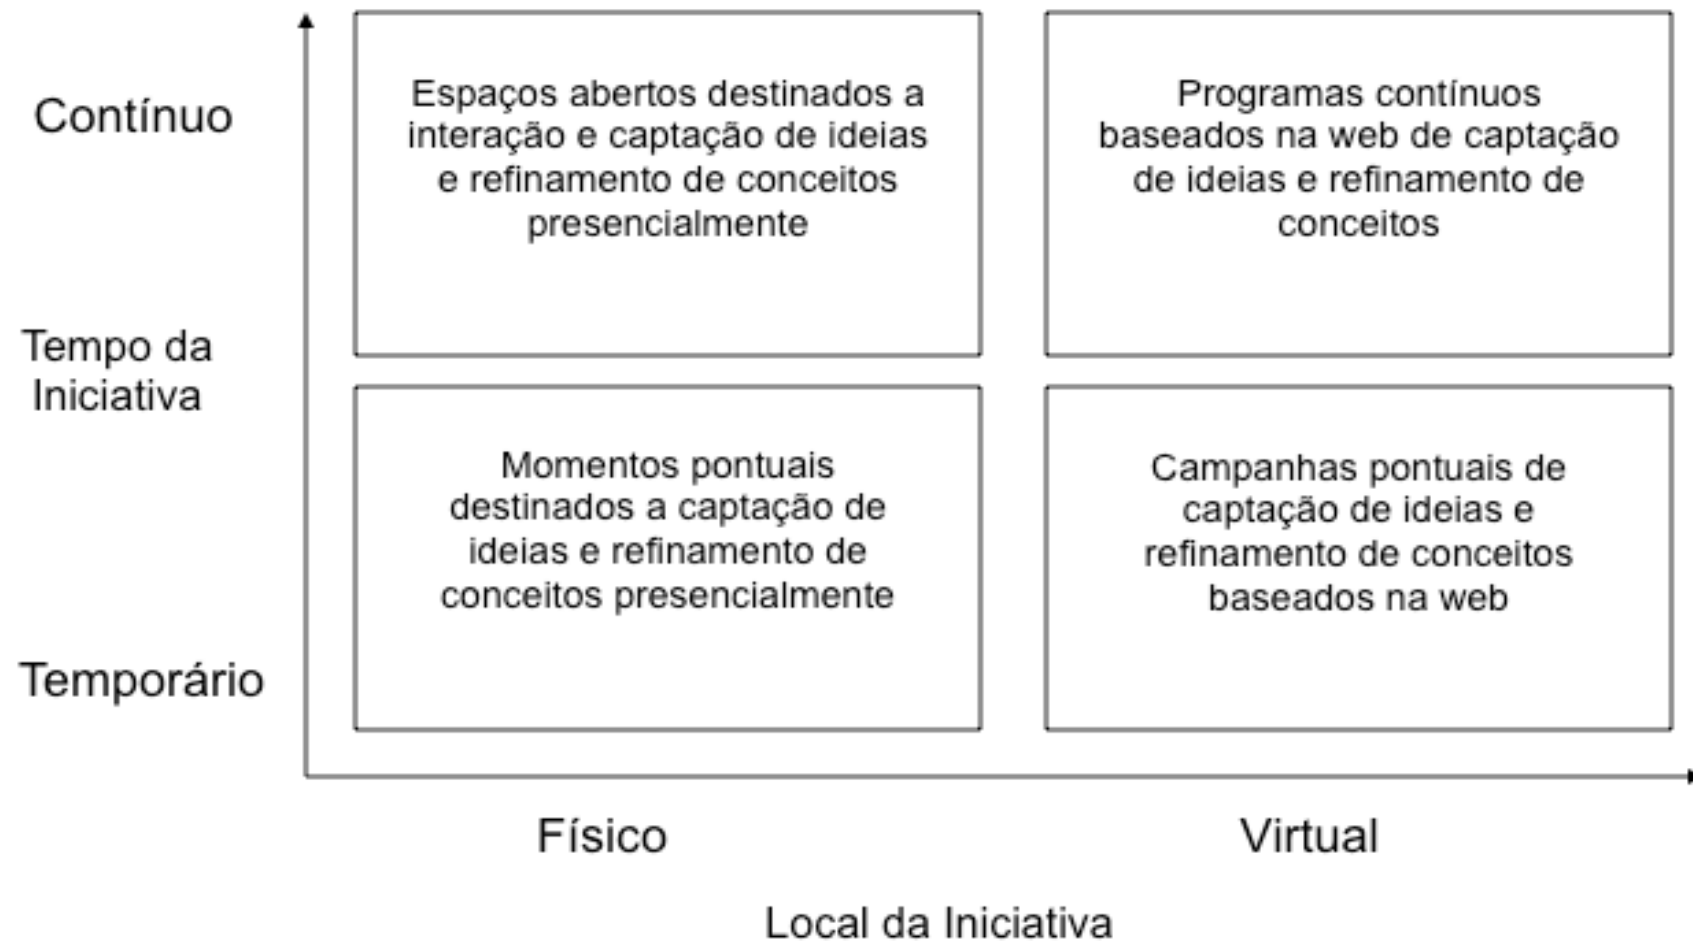 Contínuo
Espaços abertos destinados a
interação e captação de ideias
e refinamento de conceitos
presencialmente
Programas contínuos
baseados na web de captação
de ideias e refinamento de
conceitos
Tempo da
Iniciativa
Momentos pontuais
destinados a captação de
ideias e refinamento de
conceitos presencialmente
Campanhas pontuais de
captação de ideias e
refinamento de conceitos
baseados na web
Temporário
Físico
Virtual
Local da Iniciativa